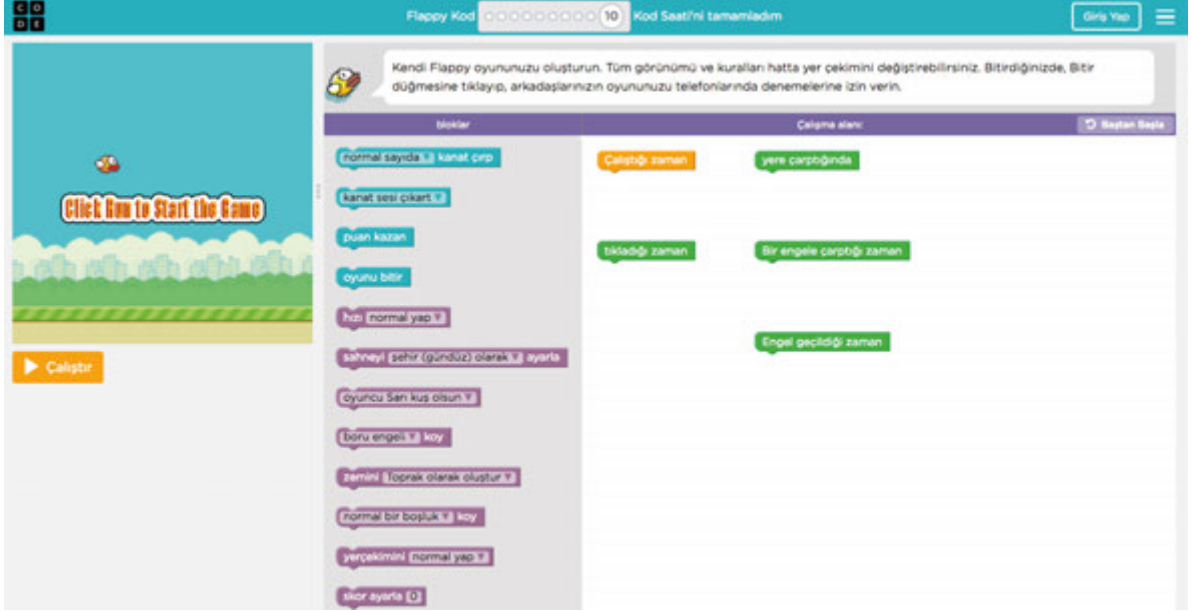 C O
D E
Flappy Kod 10 Kod Saati'ni tamamladım
Giriş Yap
Kendi Flappy oyununuzu oluşturun. Tüm görünümü ve kuralları hatta yer çekimini değiştirebilirsiniz. Bitirdiğinizde, Bitir
düğmesine tıklayıp, arkadaşlarınızın oyununuzu telefonlarında denemelerine izin verin.
bloklar
Çalışma alanı:
Baştan Başla
Click Run to Start the Game
Çalıştır
normal sayıda kanat çırp
kanat sesi çıkart
puan kazan
oyunu bitir
hızı normal yap
sahneyi şehir (gündüz) olarak ayarla
oyuncu Sarı kuş olsun
boru engeli koy
zemini Toprak olarak oluştur
normal bir boşluk koy
yerçekimini normal yap
skor ayarla 0
Çalıştığı zaman
yere çarptığında
tıkladığı zaman
Bir engele çarptığı zaman
Engel geçildiği zaman